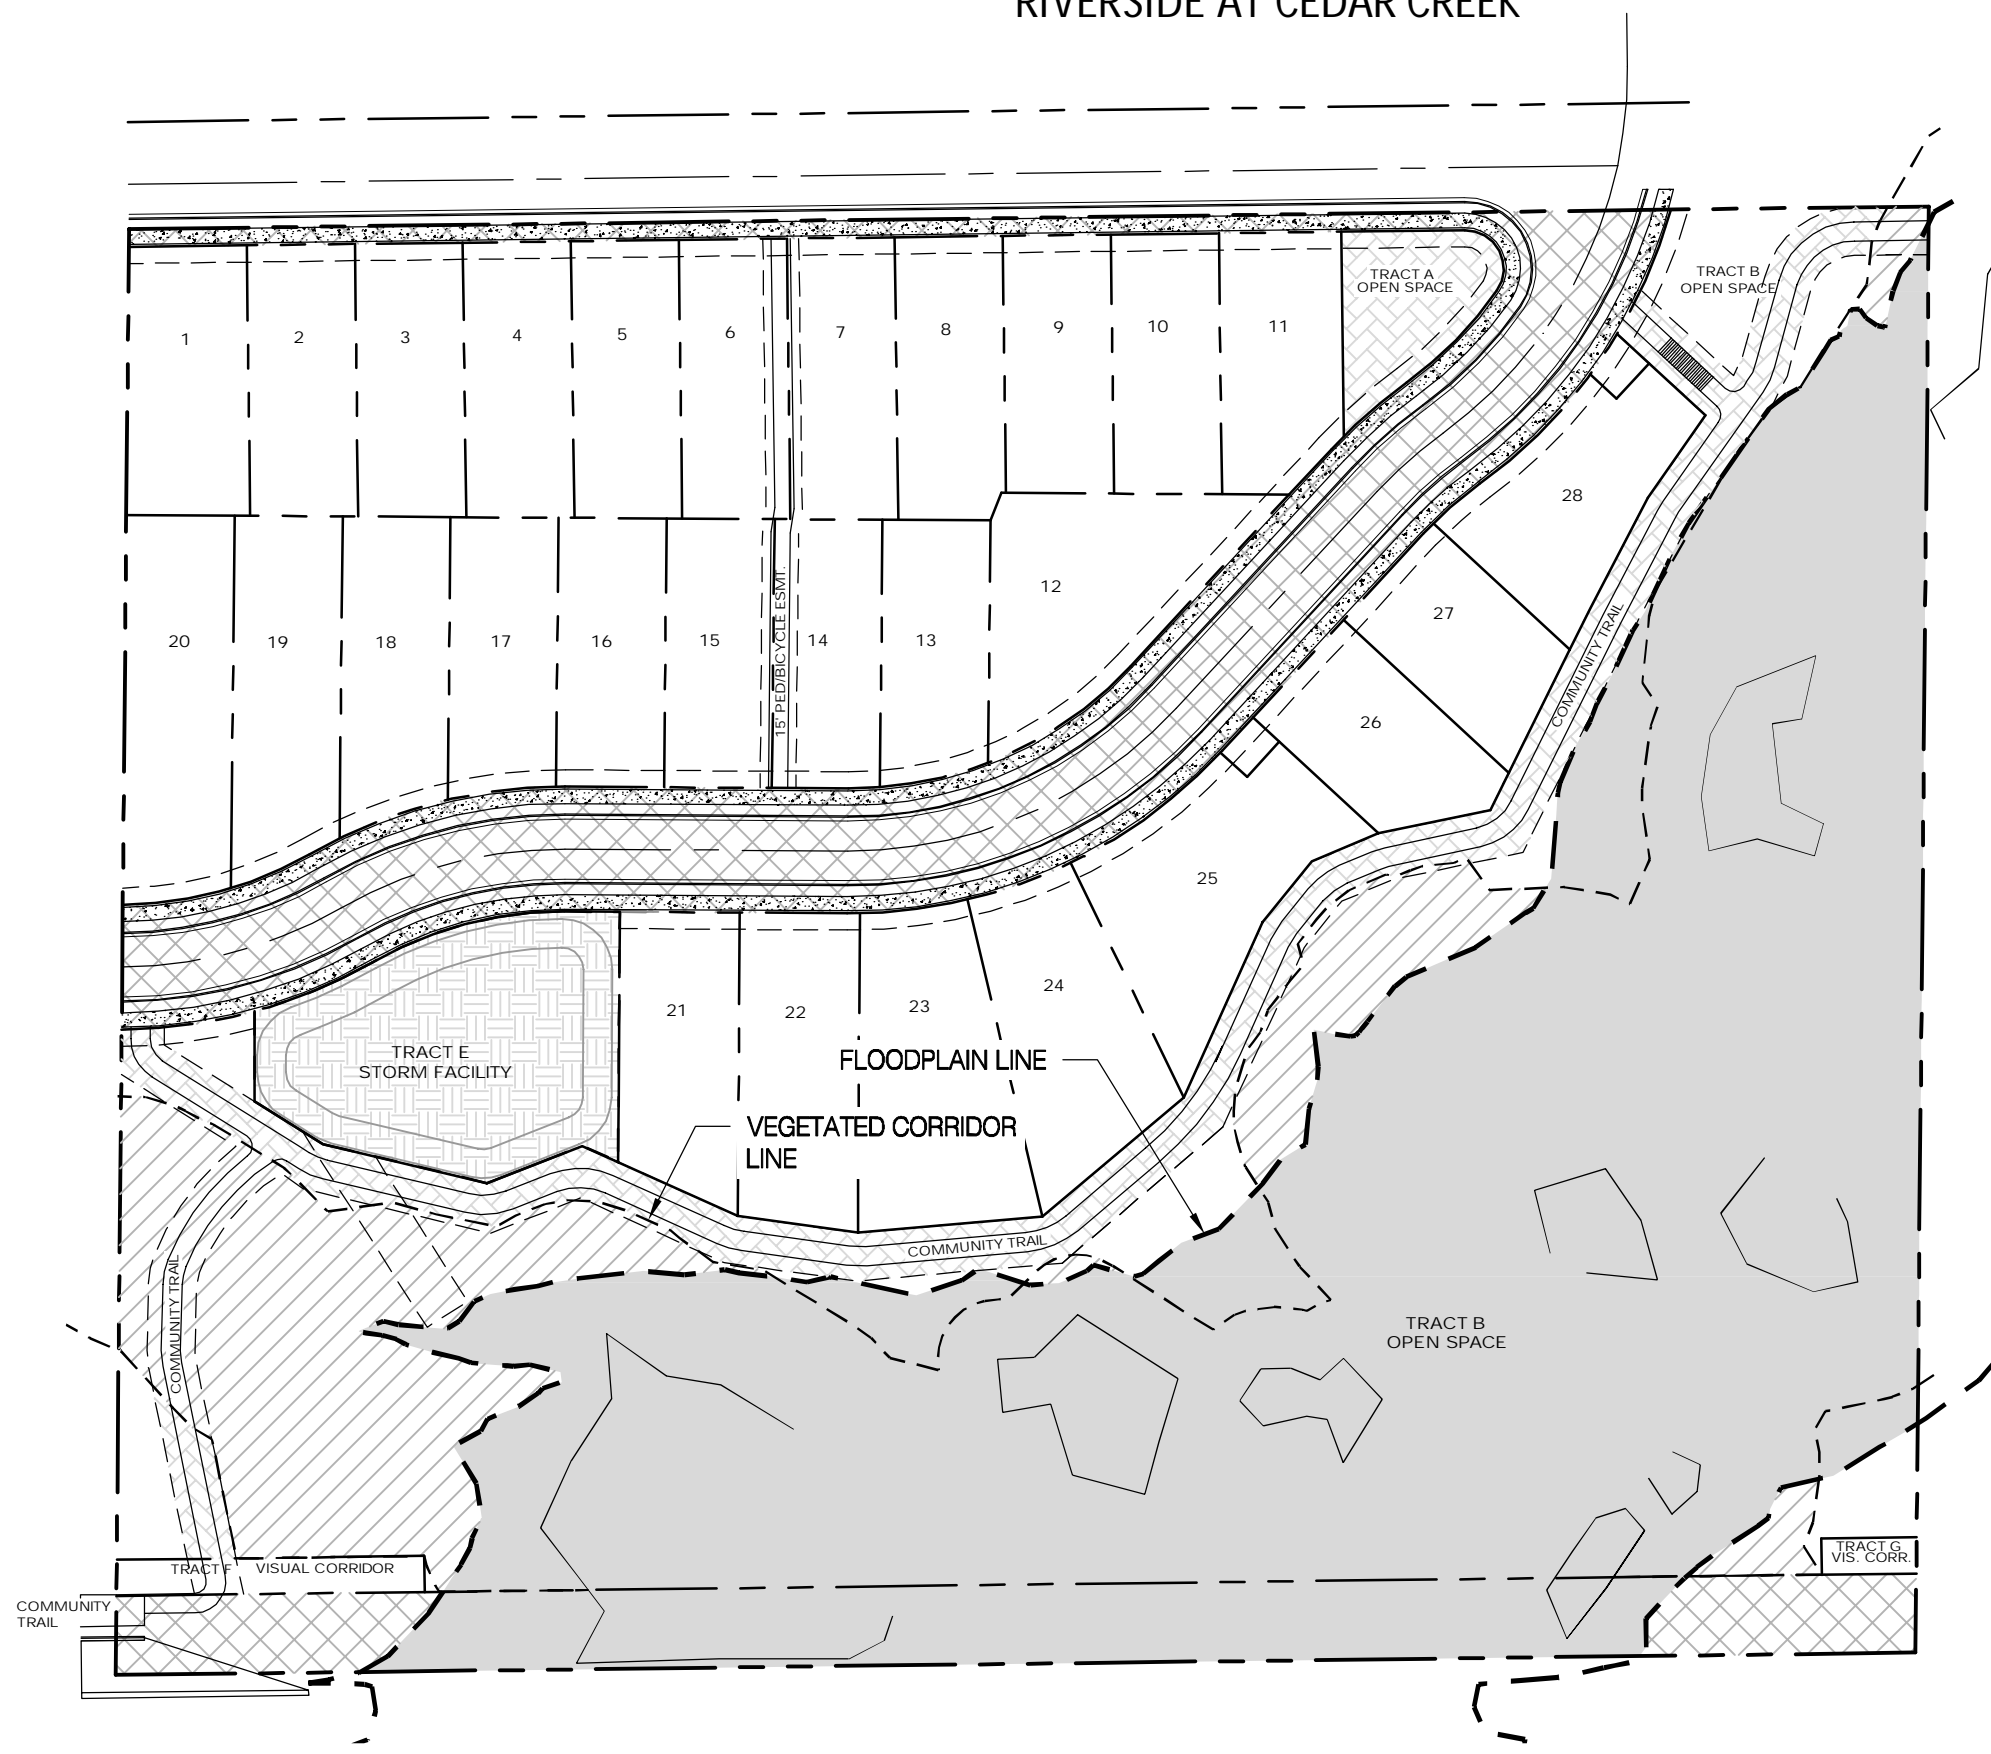 RIVERSIDE AT CEDAR CREEK
TRACT A
OPEN SPACE
TRACT B
OPEN SPACE
1
2
3
4
5
6
7
8
9
10
11
28
12
27
20
19
18
17
16
15
15' PED/BICYCLE ESMT.
14
13
26
COMMUNITY TRAIL
25
24
23
22
21
TRACT E
STORM FACILITY
FLOODPLAIN LINE
VEGETATED CORRIDOR
LINE
COMMUNITY TRAIL
COMMUNITY TRAIL
TRACT B
OPEN SPACE
TRACT F
VISUAL CORRIDOR
TRACT G
VIS. CORR.
COMMUNITY
TRAIL